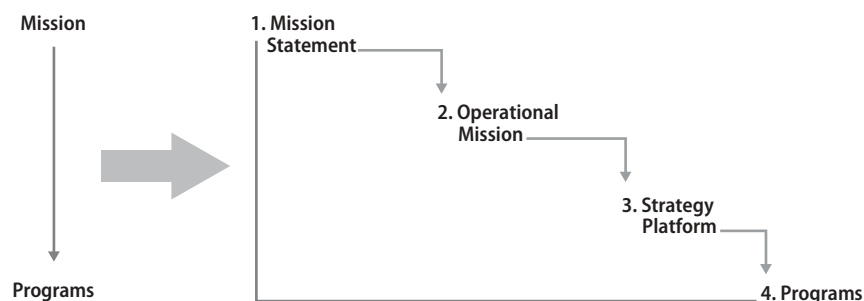 Mission
Programs
1. Mission
Statement
2. Operational
Mission
3. Strategy
Platform
4. Programs